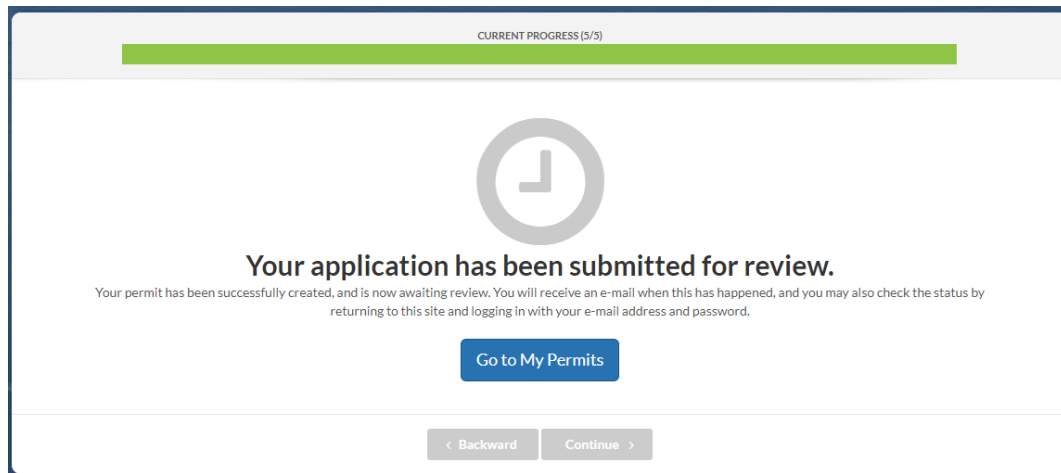 CURRENT PROGRESS (5/5)
Your application has been submitted for review.
Your permit has been successfully created, and is now awaiting review. You will receive an e-mail when this has happened, and you may also check the status by
returning to this site and logging in with your e-mail address and password.
Go to My Permits
‹ Backward
Continue ›